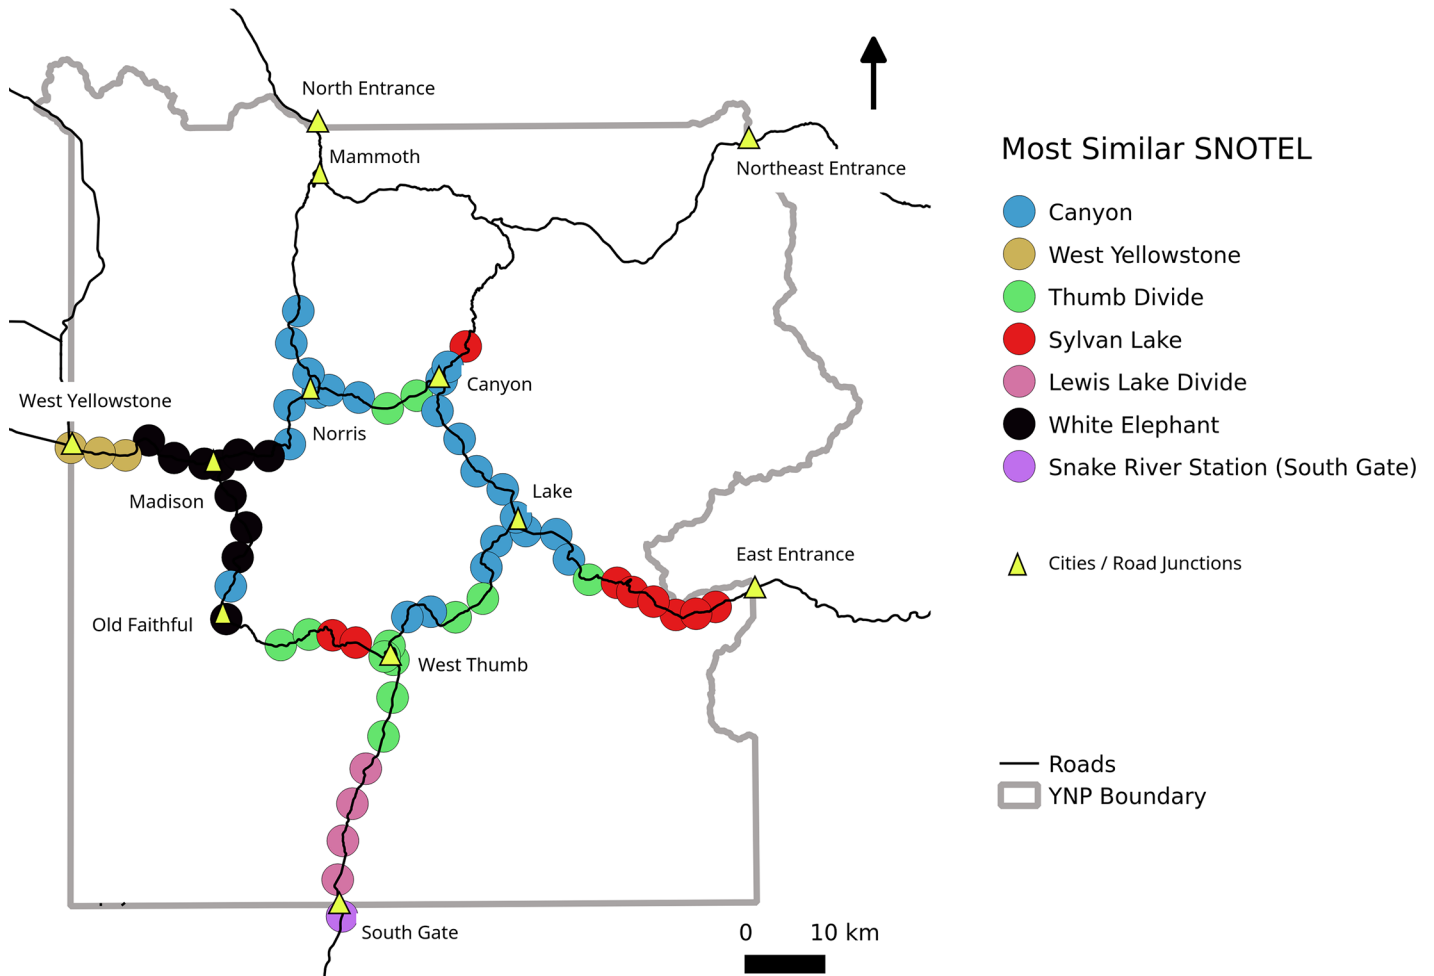 North Entrance
Mammoth
Northeast Entrance
Canyon
West Yellowstone
Norris
Madison
Lake
East Entrance
Old Faithful
West Thumb
South Gate
0 10 km
Most Similar SNOTEL
Canyon
West Yellowstone
Thumb Divide
Sylvan Lake
Lewis Lake Divide
White Elephant
Snake River Station (South Gate)
Cities / Road Junctions
Roads
YNP Boundary